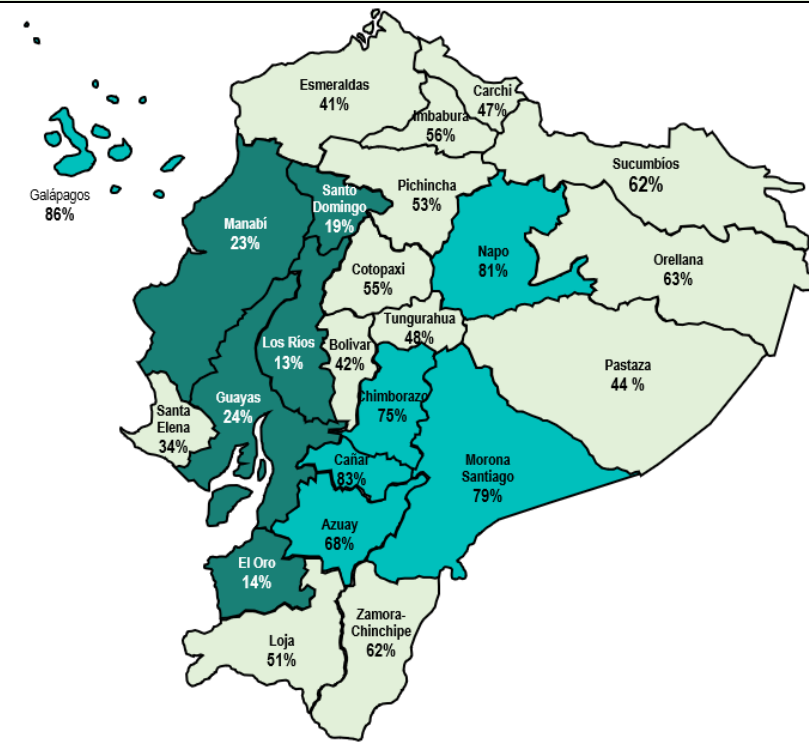 Esmeraldas
41%
Carchi
47%
Imbabura
56%
Sucumbíos
62%
Galápagos
86%
Santo
Domingo
19%
Pichincha
53%
Manabí
23%
Napo
81%
Orellana
63%
Cotopaxi
55%
Tungurahua
48%
Los Ríos
13%
Bolivar
42%
Pastaza
44 %
Chimborazo
75%
Guayas
24%
Santa
Elena
34%
Cañar
83%
Morona
Santiago
79%
Azuay
68%
El Oro
14%
Zamora-
Chinchipe
62%
Loja
51%